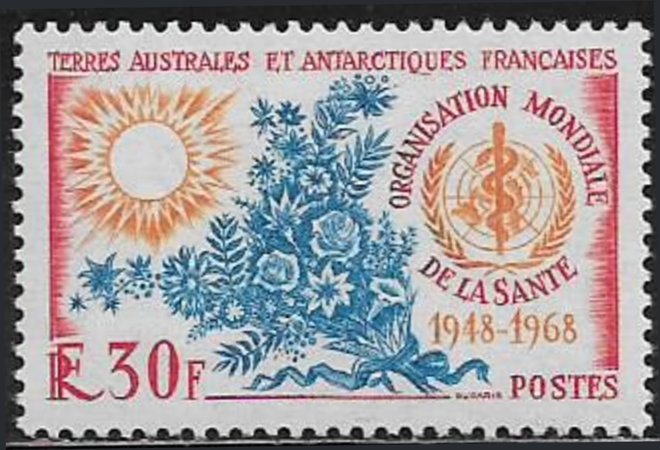 TERRES AUSTRALES ET ANTARCTIQUES FRANCAISES
ORGANISATION MONDIALE
DE LA SANTE
1948-1968
RF 30F
POSTES